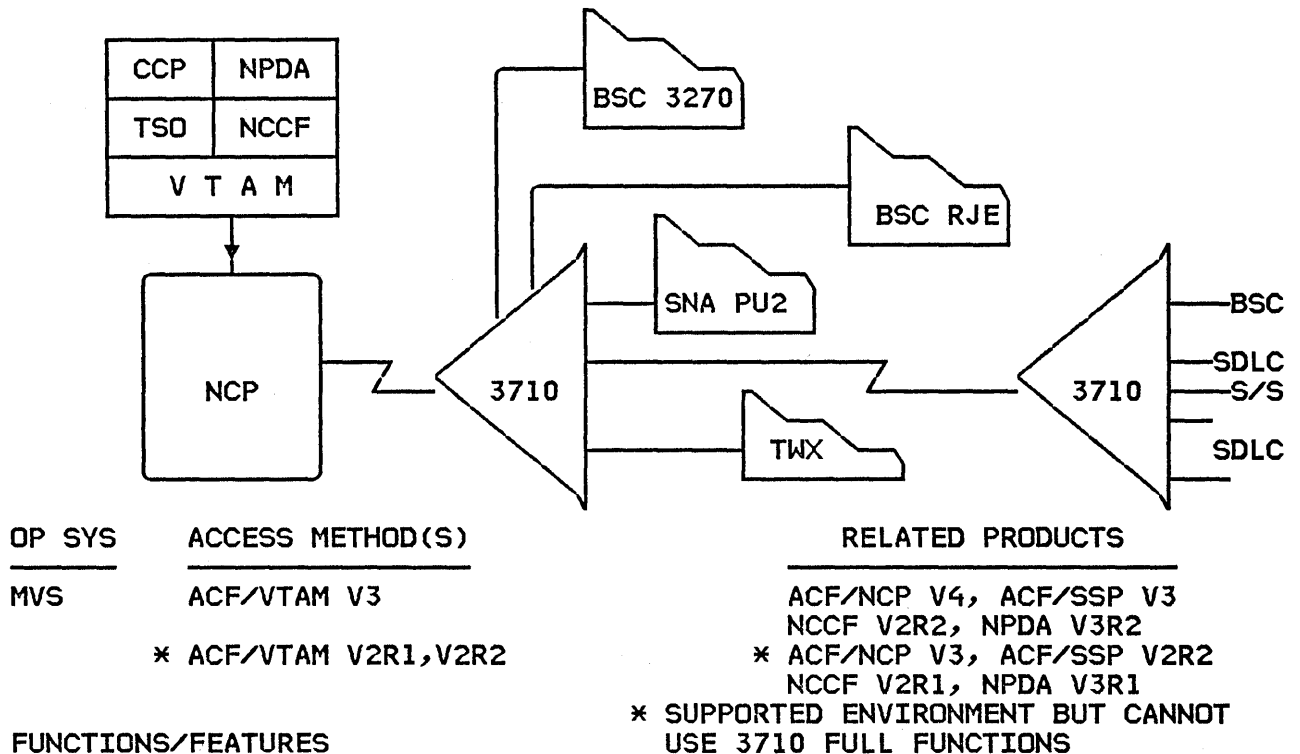 CCP NPDA
BSC 3270
TSO NCCF
V T A M
BSC RJE
SNA PU2
BSC
SDLC
NCP 3710 3710 S/S
TWX SDLC
OP SYS ACCESS METHOD(S) RELATED PRODUCTS
MVS ACF/VTAM V3 ACF/NCP V4, ACF/SSP V3
NCCF V2R2, NPDA V3R2
* ACF/VTAM V2R1,V2R2 * ACF/NCP V3, ACF/SSP V2R2
NCCF V2R1, NPDA V3R1
* SUPPORTED ENVIRONMENT BUT CANNOT
FUNCTIONS/FEATURES USE 3710 FULL FUNCTIONS